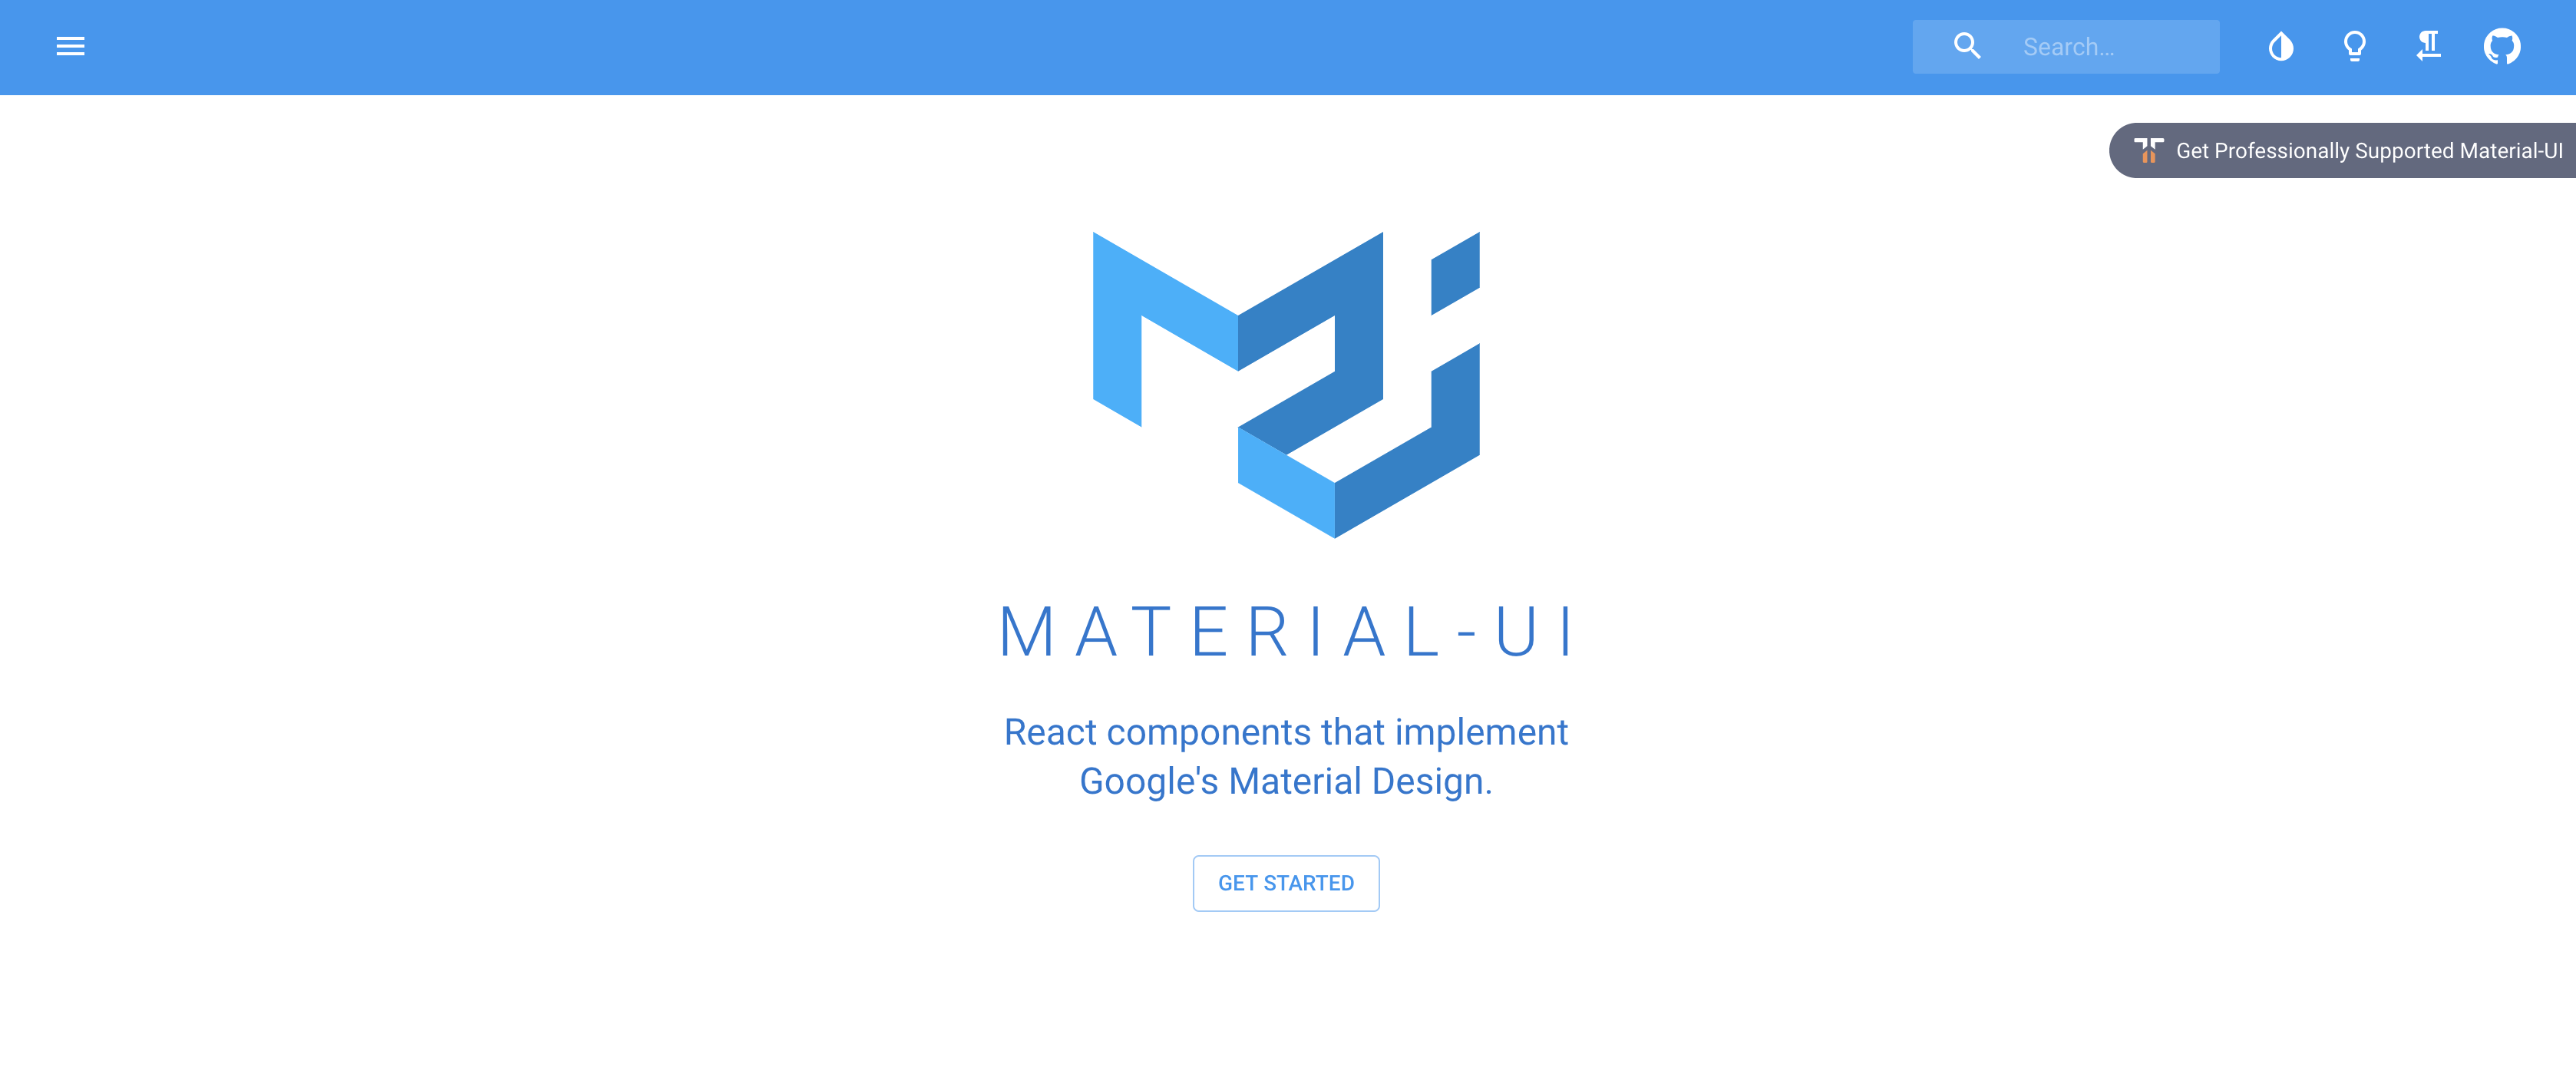 Search…
Get Professionally Supported Material-UI
MATERIAL-UI
React components that implement
Google's Material Design.
GET STARTED